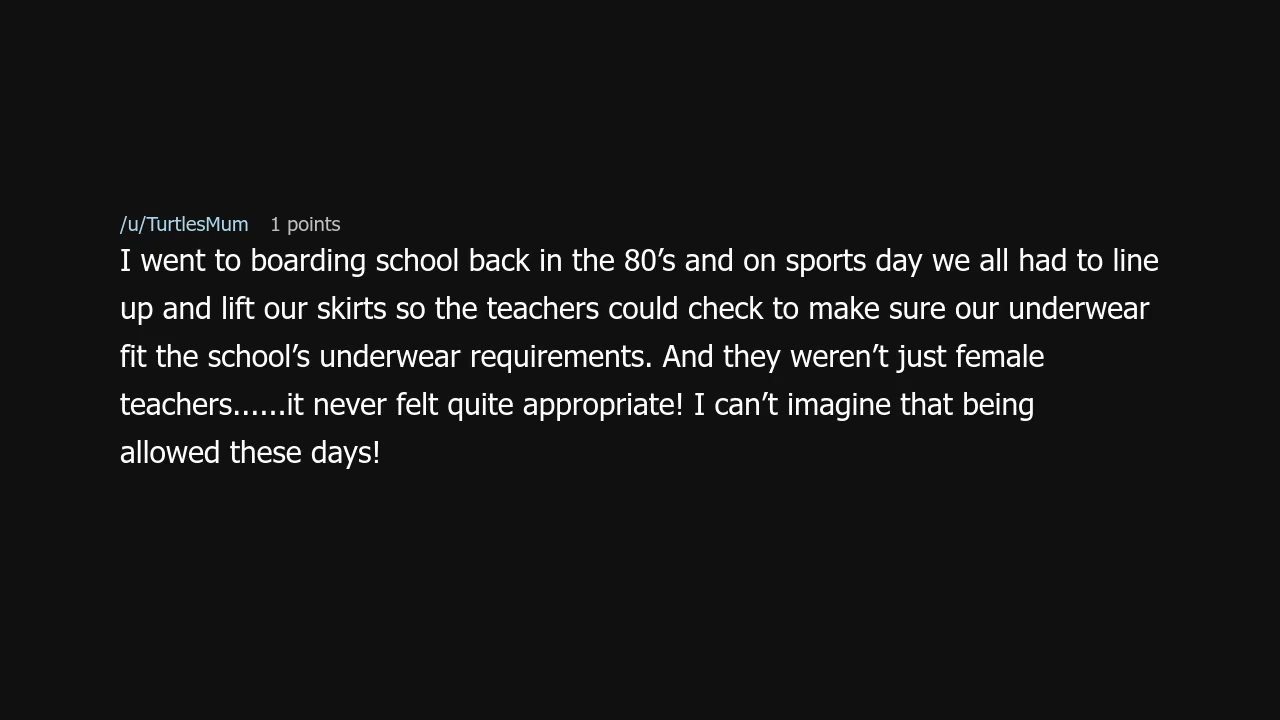 /u/TurtlesMum 1 points
I went to boarding school back in the 80’s and on sports day we all had to line
up and lift our skirts so the teachers could check to make sure our underwear
fit the school’s underwear requirements. And they weren’t just female
teachers......it never felt quite appropriate! I can’t imagine that being
allowed these days!